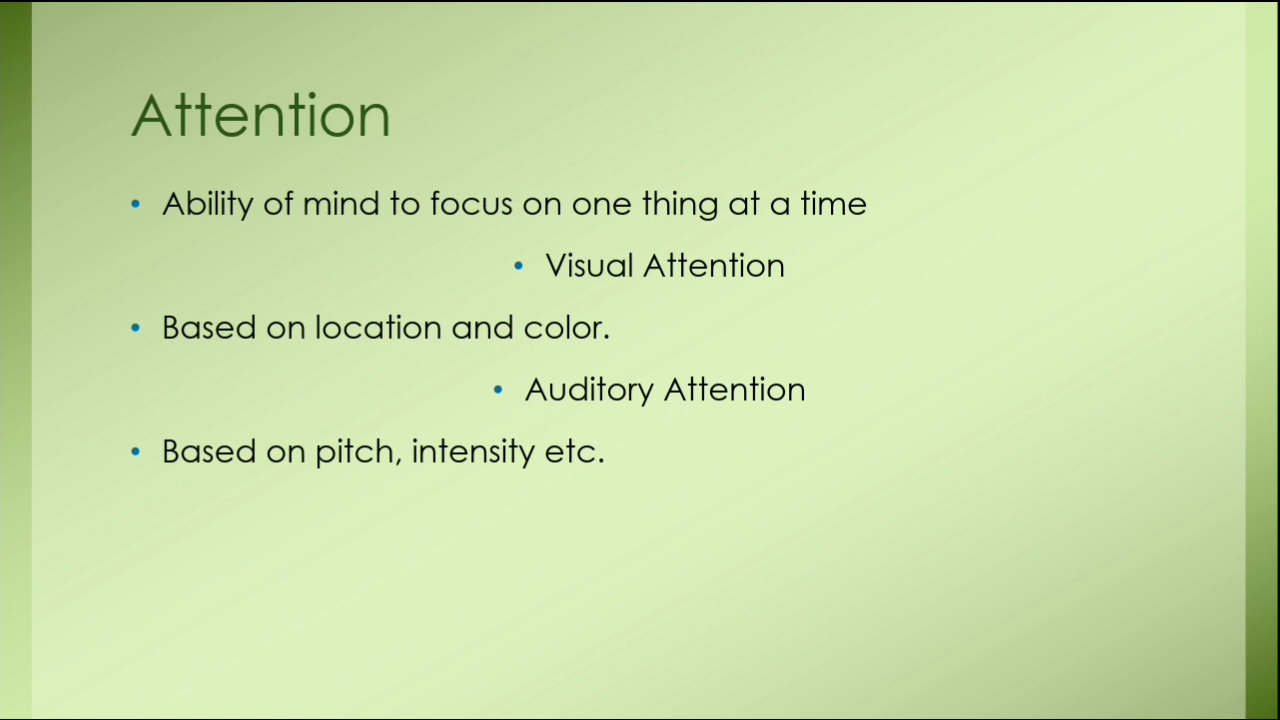 Attention
• Ability of mind to focus on one thing at a time
• Visual Attention
• Based on location and color.
• Auditory Attention
• Based on pitch, intensity etc.